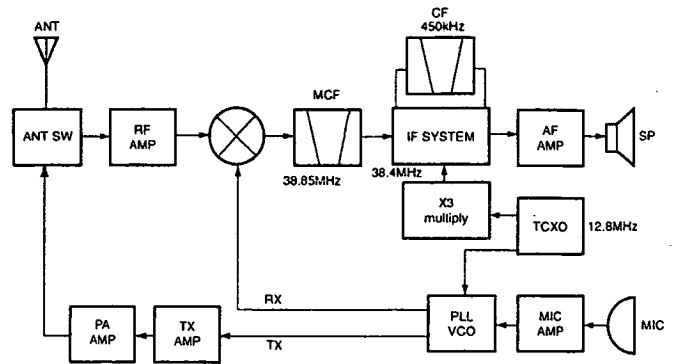 ANT
CF
450kHz
ANT SW
RF
AMP
MCF
38.85MHz
IF SYSTEM
38.4MHz
AF
AMP
SP
X3
multiply
TCXO
12.8MHz
RX
TX
PA
AMP
TX
AMP
PLL
VCO
MIC
AMP
MIC